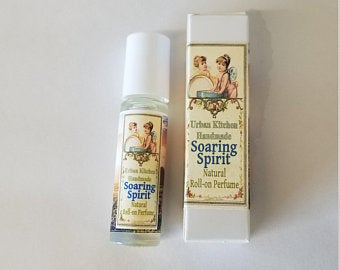 Urban Kitchen
Handmade
Soaring
Spirit
Natural
Roll-on Perfume
Urban Kitchen
Handmade
Soaring
Spirit
Natural
Roll-on Perfume